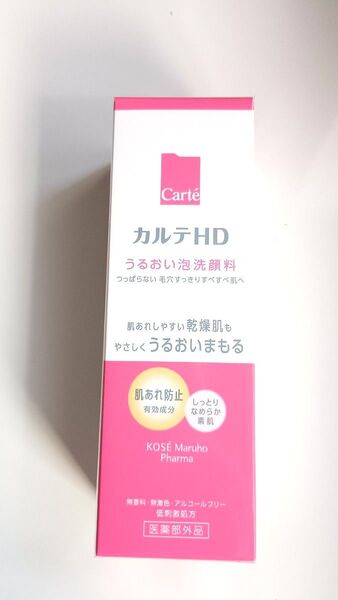 Carté
カルテHD
うるおい泡洗顔料
つっぱらない 毛穴すっきりすべすべ肌へ
肌あれしやすい乾燥肌も
やさしくうるおいまもる
肌あれ防止
有効成分
しっとり
なめらか
素肌
KOSÉ Maruho
Pharma
無香料・無着色・アルコールフリー
低刺激処方
医薬部外品